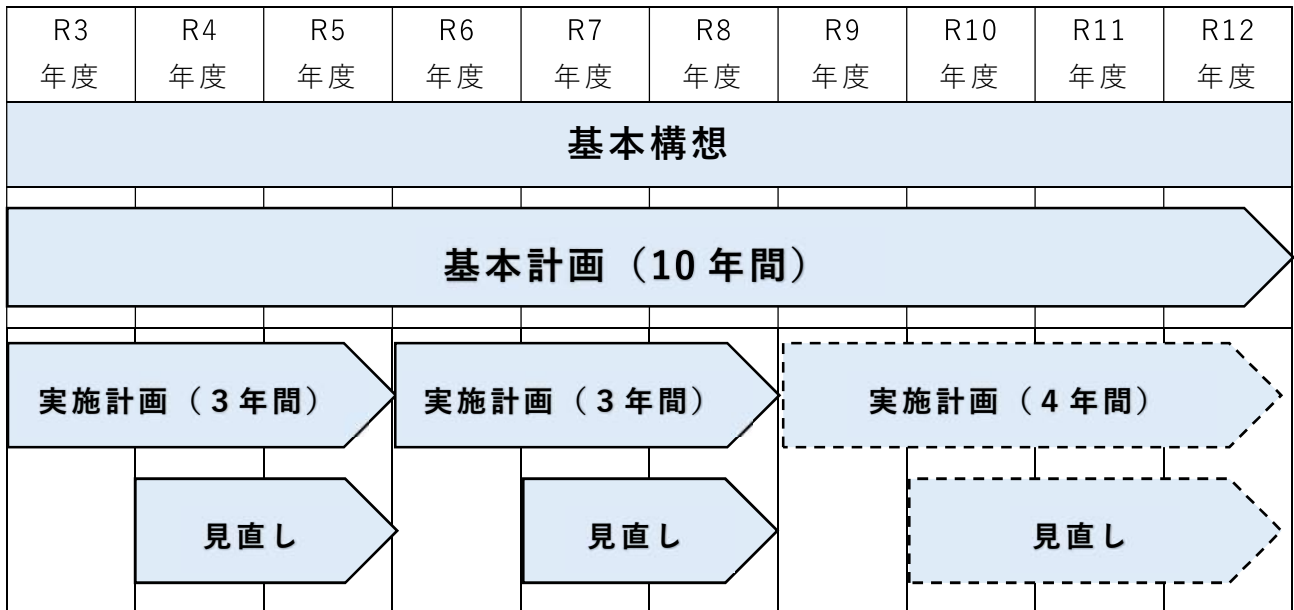 R3 R4 R5 R6 R7 R8 R9 R10 R11 R12
年度 年度 年度 年度 年度 年度 年度 年度 年度 年度
基本構想
基本計画（10 年間）
実施計画（３年間） 実施計画（３年間） 実施計画（４年間）
見直し 見直し 見直し